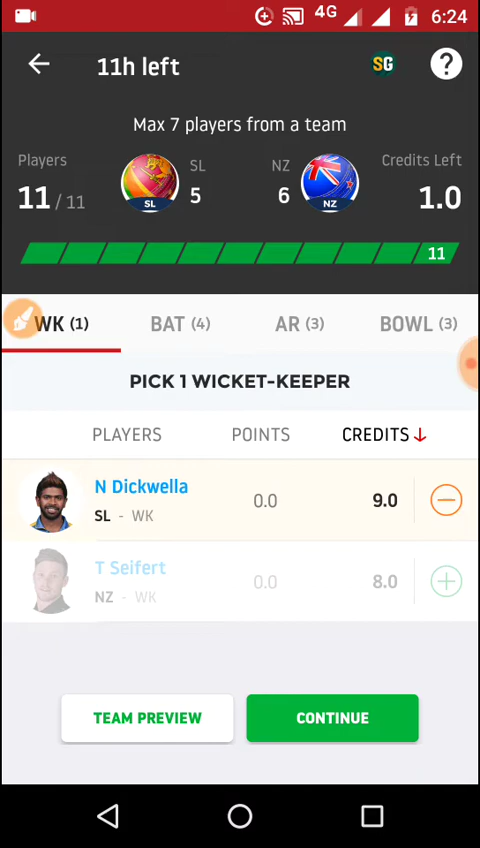 4G 6:24
11h left SG ?
Max 7 players from a team
Players SL NZ Credits Left
11 / 11 SL 5 6 NZ 1.0
11
WK (1) BAT (4) AR (3) BOWL (3)
PICK 1 WICKET-KEEPER
PLAYERS POINTS CREDITS
N Dickwella 0.0 9.0
SL - WK
T Seifert 0.0 8.0
NZ - WK
TEAM PREVIEW CONTINUE